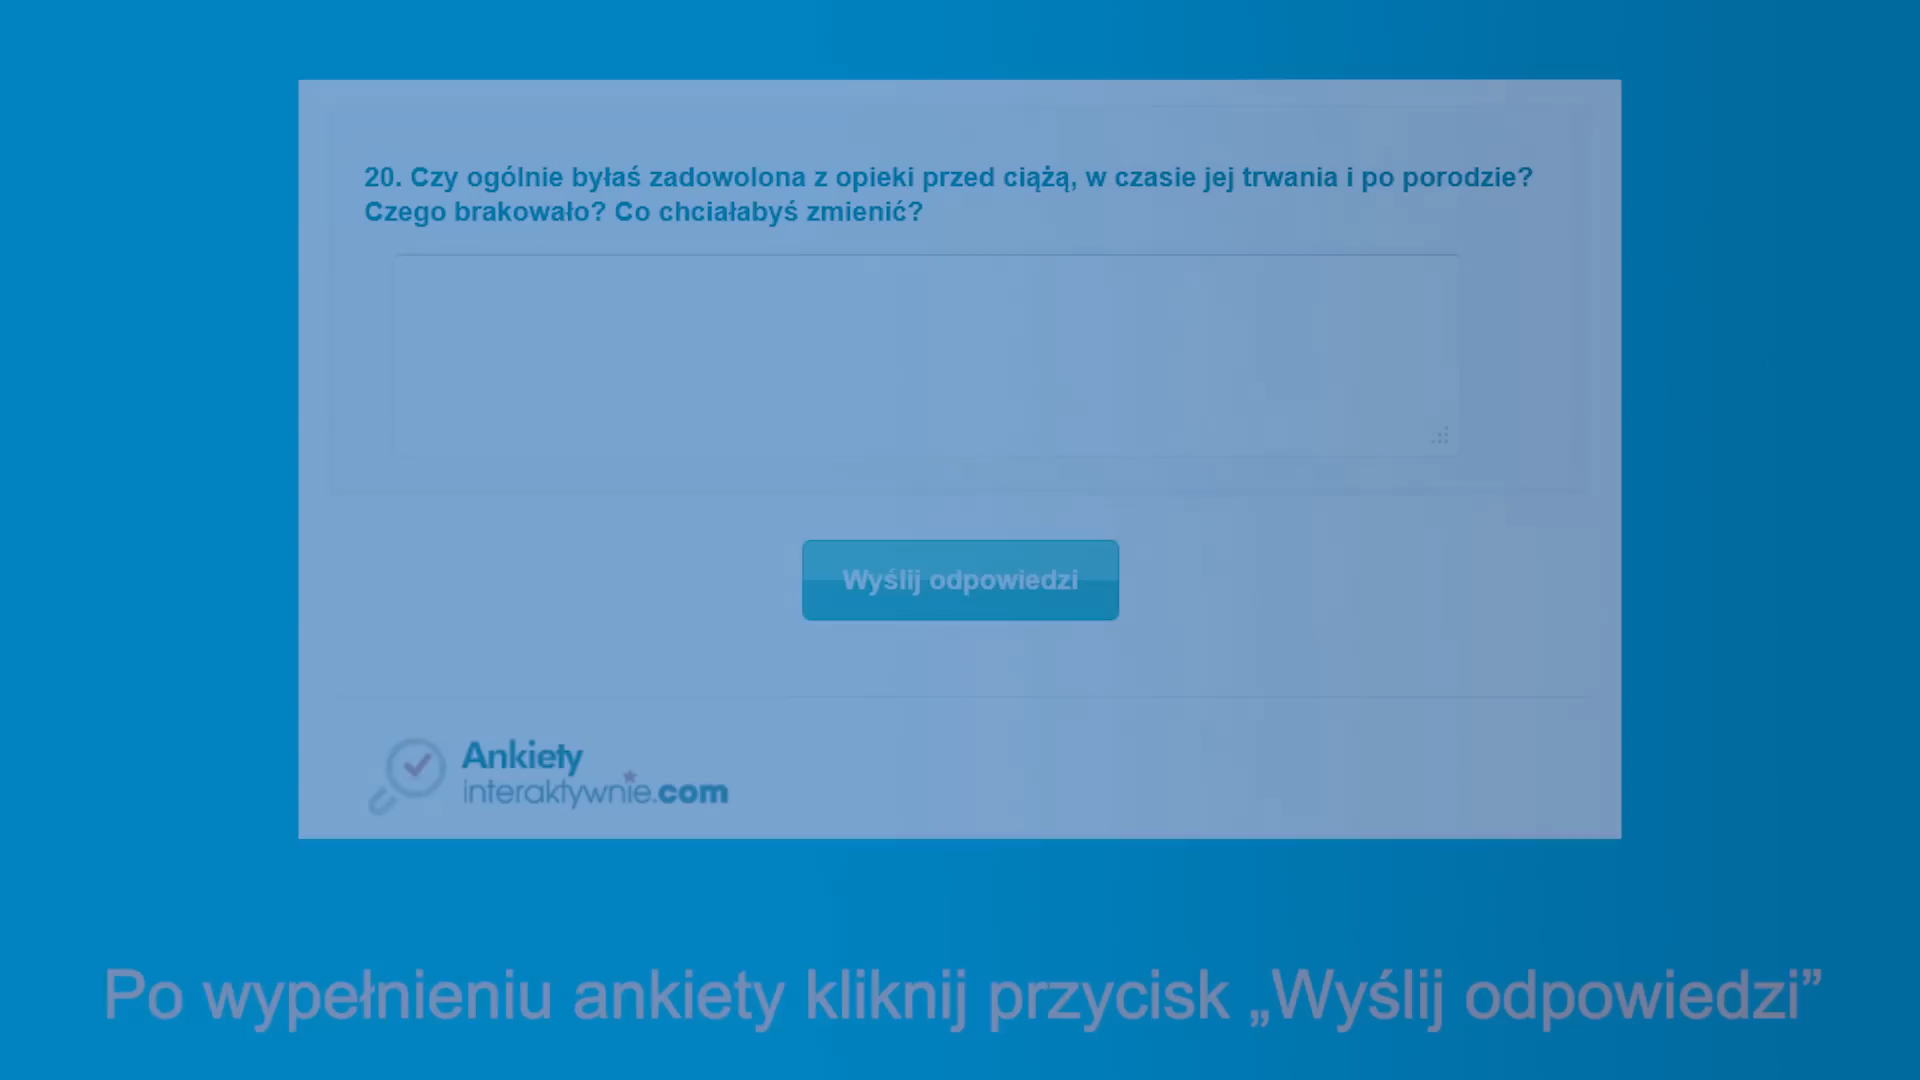 20. Czy ogólnie byłaś zadowolona z opieki przed ciążą, w czasie jej trwania i po porodzie?
Czego brakowało? Co chciałabyś zmienić?
Wyślij odpowiedzi
Ankiety
interaktywnie.com
Po wypełnieniu ankiety kliknij przycisk „Wyślij odpowiedzi”